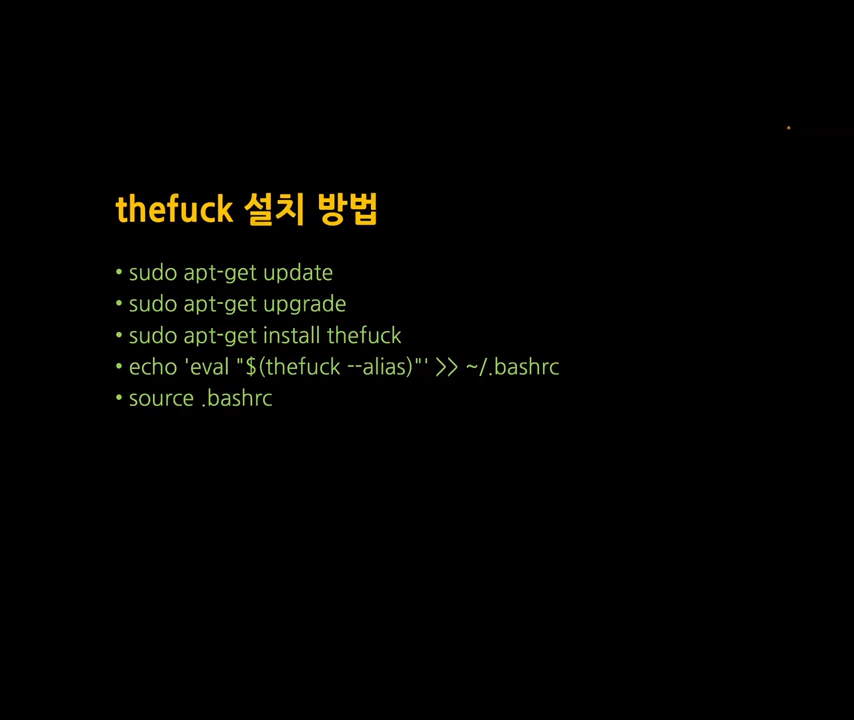 thefuck 설치 방법
• sudo apt-get update
• sudo apt-get upgrade
• sudo apt-get install thefuck
• echo 'eval "$(thefuck --alias)"' >> ~/.bashrc
• source .bashrc